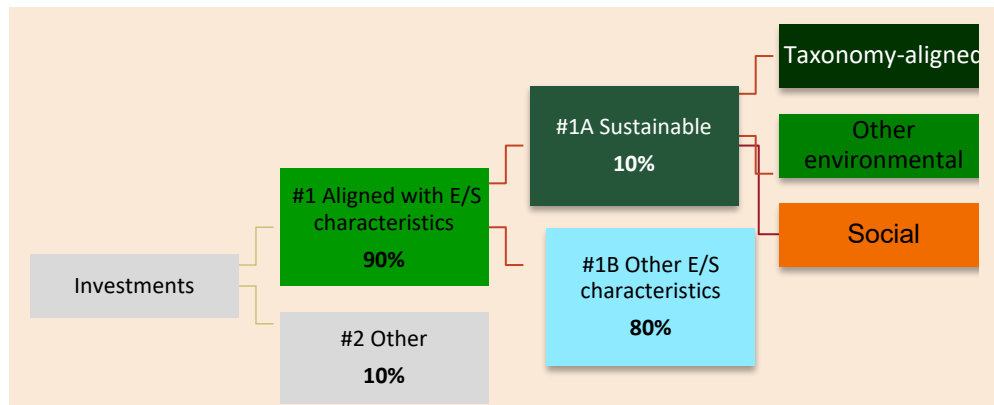 Taxonomy-aligned
#1A Sustainable
10%
Other
environmental
#1 Aligned with E/S
characteristics
90%
Social
#1B Other E/S
characteristics
80%
Investments
#2 Other
10%